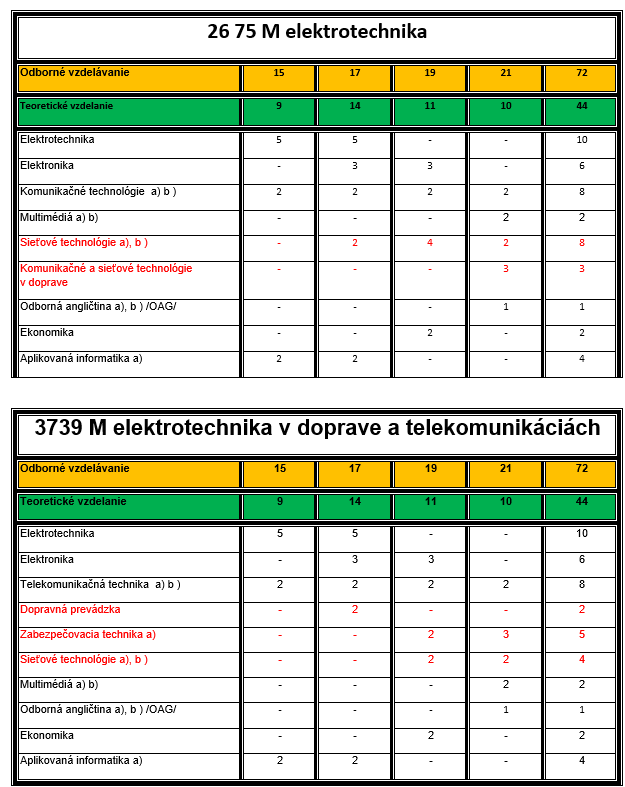 26 75 M elektrotechnika
Odborné vzdelávanie 15 17 19 21 72
Teoretické vzdelanie 9 14 11 10 44
Elektrotechnika 5 5 - - 10
Elektronika - 3 3 - 6
Komunikačné technológie a) b ) 2 2 2 2 8
Multimédiá a) b) - - - 2 2
Sieťové technológie a), b ) - 2 4 2 8
Komunikačné a sieťové technológie - - - 3 3
v doprave
Odborná angličtina a), b ) /OAG/ - - - 1 1
Ekonomika - - 2 - 2
Aplikovaná informatika a) 2 2 - - 4
3739 M elektrotechnika v doprave a telekomunikáciách
Odborné vzdelávanie 15 17 19 21 72
Teoretické vzdelanie 9 14 11 10 44
Elektrotechnika 5 5 - - 10
Elektronika - 3 3 - 6
Telekomunikačná technika a) b ) 2 2 2 2 8
Dopravná prevádzka - 2 - - 2
Zabezpečovacia technika a) - - 2 3 5
Sieťové technológie a), b ) - - 2 2 4
Multimédiá a) b) - - - 2 2
Odborná angličtina a), b ) /OAG/ - - - 1 1
Ekonomika - - 2 - 2
Aplikovaná informatika a) 2 2 - - 4